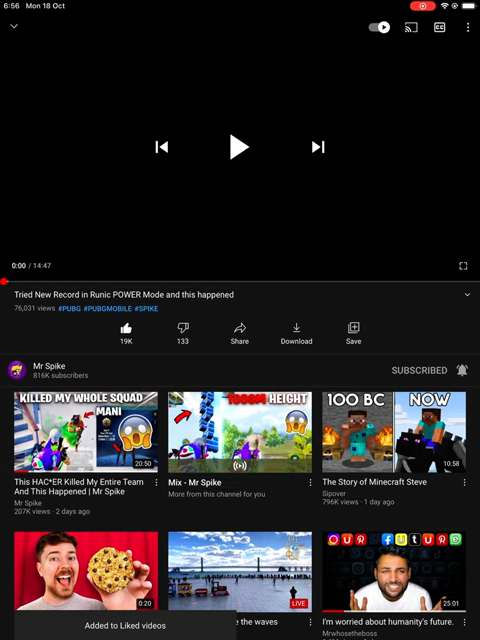 6:56 Mon 18 Oct
CC
0:00 / 14:47
Tried New Record in Runic POWER Mode and this happened
76,031 views #PUBG #PUBGMOBILE #SPIKE
19K
133
Share
Download
Save
Mr Spike
816K subscribers
SUBSCRIBED
KILLED MY WHOLE SQUAD
MANI
20:50
1000M HEIGHT
100 BC
NOW
10:58
This HAC*ER Killed My Entire Team
And This Happened | Mr Spike
Mr Spike
207K views · 2 days ago
Mix - Mr Spike
More from this channel for you
The Story of Minecraft Steve
Sipover
796K views · 1 day ago
0:20
LIVE
25:01
Added to Liked videos
e the waves
I'm worried about humanity's future.
Mrwhosetheboss